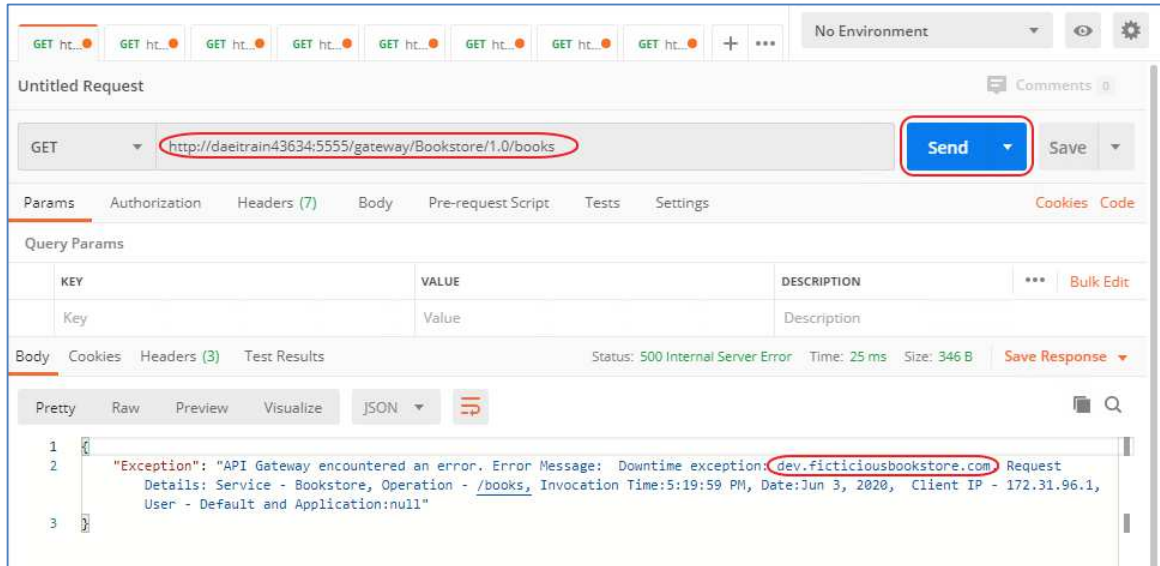 GET ht... GET ht... GET ht... GET ht... GET ht... GET ht... GET ht... GET ht... + ••• No Environment
Untitled Request Comments 0
GET http://daeitrain43634:5555/gateway/Bookstore/1.0/books Send Save
Params Authorization Headers (7) Body Pre-request Script Tests Settings Cookies Code
Query Params
KEY VALUE DESCRIPTION ••• Bulk Edit
Key Value Description
Body Cookies Headers (3) Test Results Status: 500 Internal Server Error Time: 25 ms Size: 346 B Save Response
Pretty Raw Preview Visualize JSON
1 {
2 "Exception": "API Gateway encountered an error. Error Message: Downtime exception: dev.ficticiousbookstore.com. Request
Details: Service - Bookstore, Operation - /books, Invocation Time:5:19:59 PM, Date:Jun 3, 2020, Client IP - 172.31.96.1,
User - Default and Application:null"
3 }